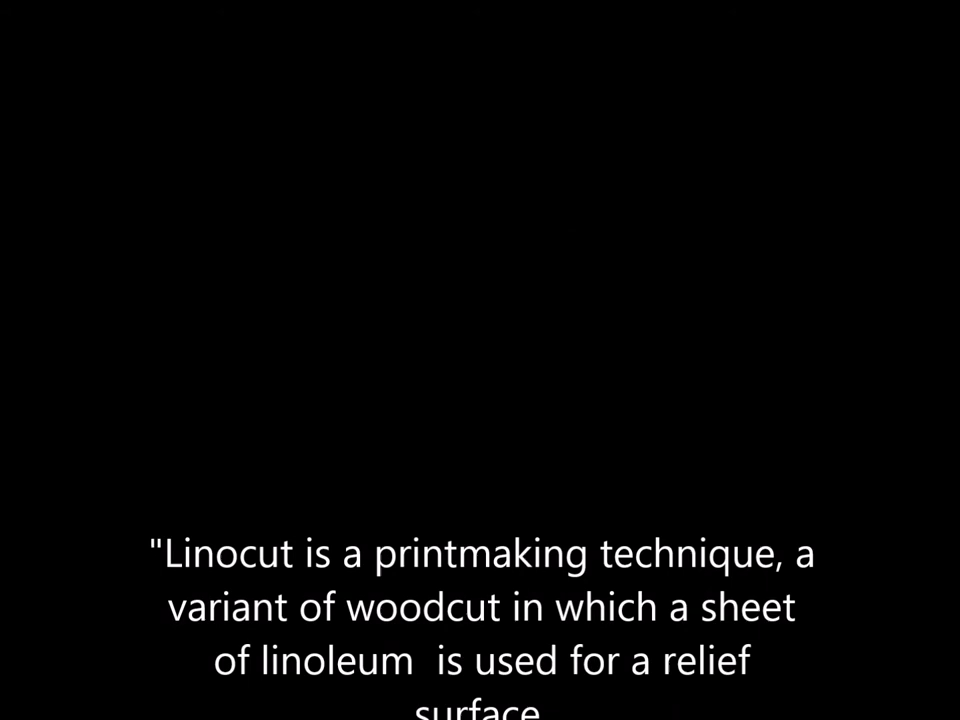 "Linocut is a printmaking technique, a
variant of woodcut in which a sheet
of linoleum  is used for a relief
surface